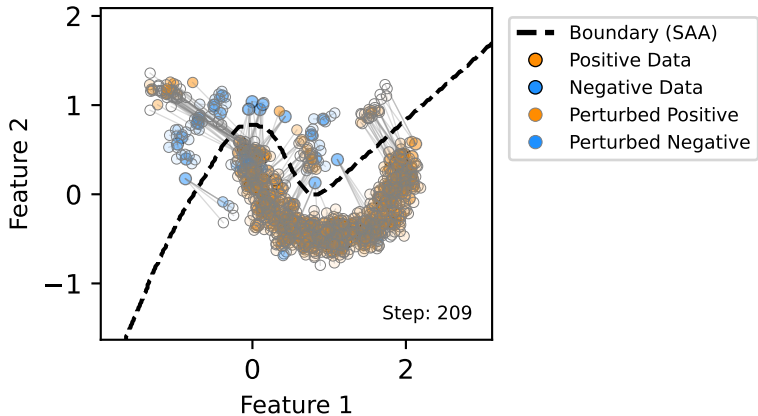 2
1
0
−1
Feature 2
0
2
Feature 1
Step: 209
Boundary (SAA)
Positive Data
Negative Data
Perturbed Positive
Perturbed Negative